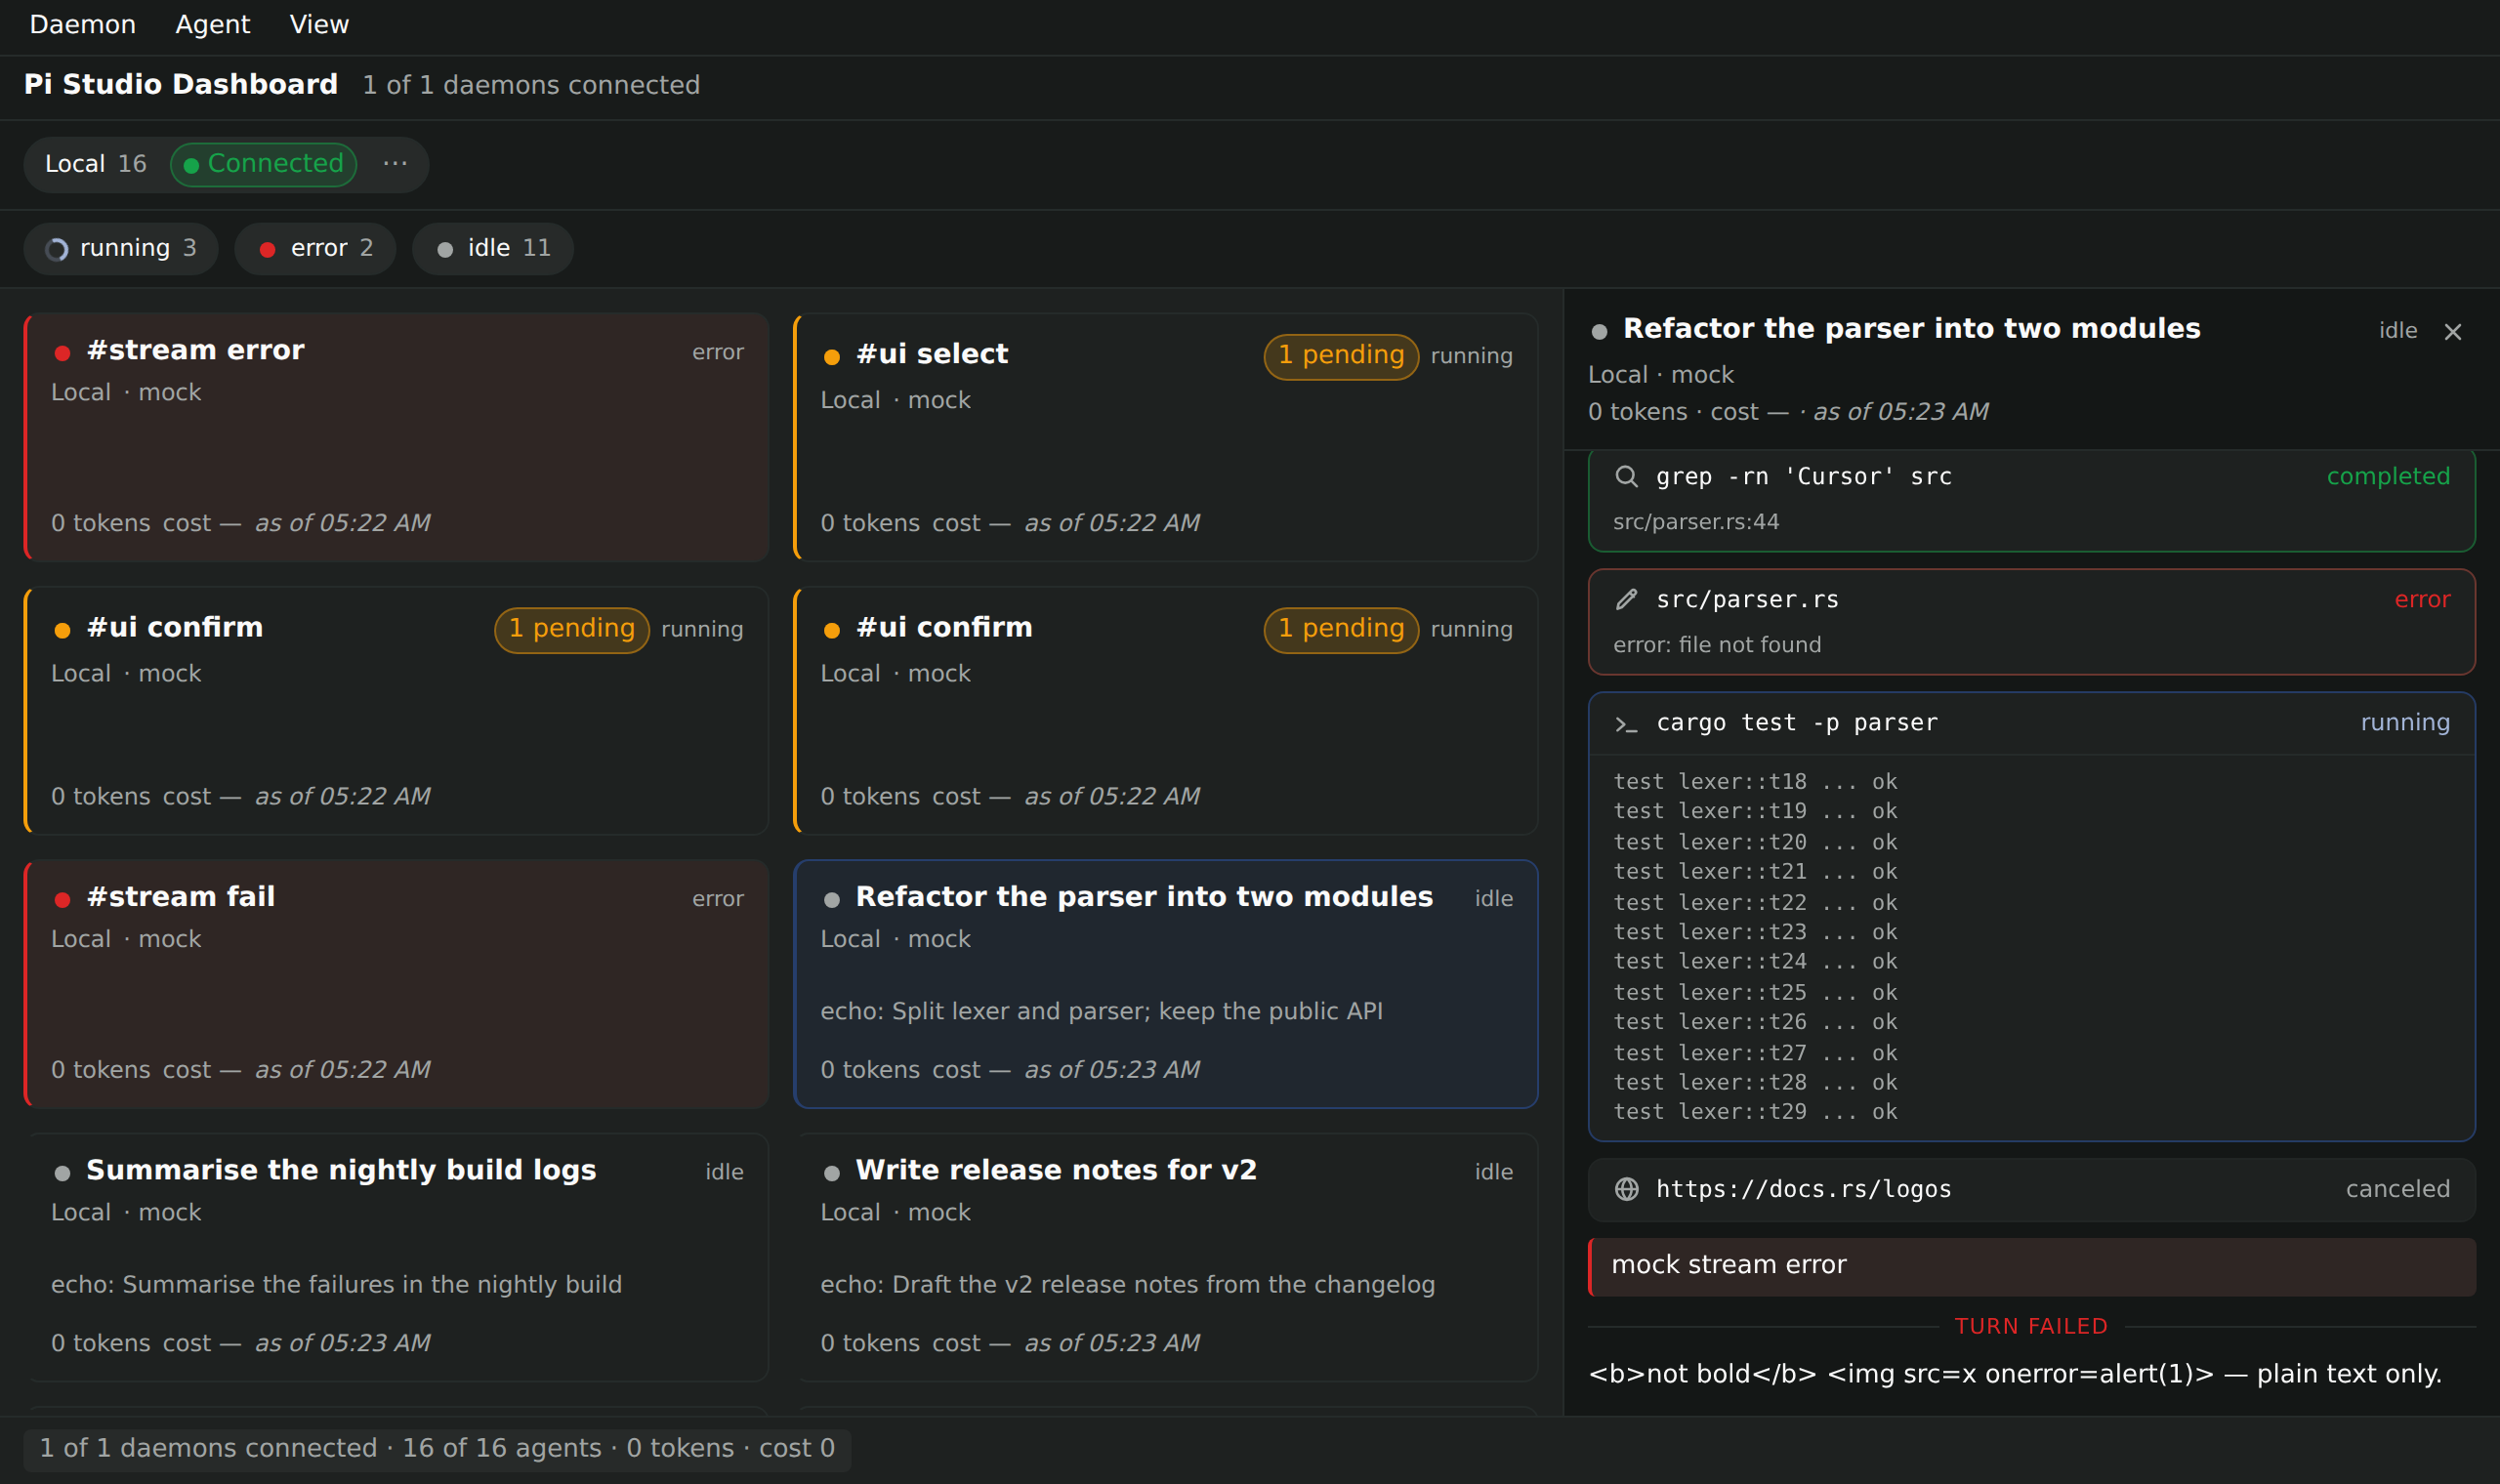 Daemon Agent View
Pi Studio Dashboard 1 of 1 daemons connected
Local 16 Connected ···
running 3 error 2 idle 11
#stream error error
Local · mock
0 tokens cost — as of 05:22 AM
#ui select 1 pending running
Local · mock
0 tokens cost — as of 05:22 AM
#ui confirm 1 pending running
Local · mock
0 tokens cost — as of 05:22 AM
#ui confirm 1 pending running
Local · mock
0 tokens cost — as of 05:22 AM
#stream fail error
Local · mock
0 tokens cost — as of 05:22 AM
Refactor the parser into two modules idle
Local · mock
echo: Split lexer and parser; keep the public API
0 tokens cost — as of 05:23 AM
Summarise the nightly build logs idle
Local · mock
echo: Summarise the failures in the nightly build
0 tokens cost — as of 05:23 AM
Write release notes for v2 idle
Local · mock
echo: Draft the v2 release notes from the changelog
0 tokens cost — as of 05:23 AM
Refactor the parser into two modules idle ×
Local · mock
0 tokens · cost — · as of 05:23 AM
grep -rn 'Cursor' src completed
src/parser.rs:44
src/parser.rs error
error: file not found
cargo test -p parser running
test lexer::t18 ... ok
test lexer::t19 ... ok
test lexer::t20 ... ok
test lexer::t21 ... ok
test lexer::t22 ... ok
test lexer::t23 ... ok
test lexer::t24 ... ok
test lexer::t25 ... ok
test lexer::t26 ... ok
test lexer::t27 ... ok
test lexer::t28 ... ok
test lexer::t29 ... ok
https://docs.rs/logos canceled
mock stream error
TURN FAILED
<b>not bold</b> <img src=x onerror=alert(1)> — plain text only.
1 of 1 daemons connected · 16 of 16 agents · 0 tokens · cost 0